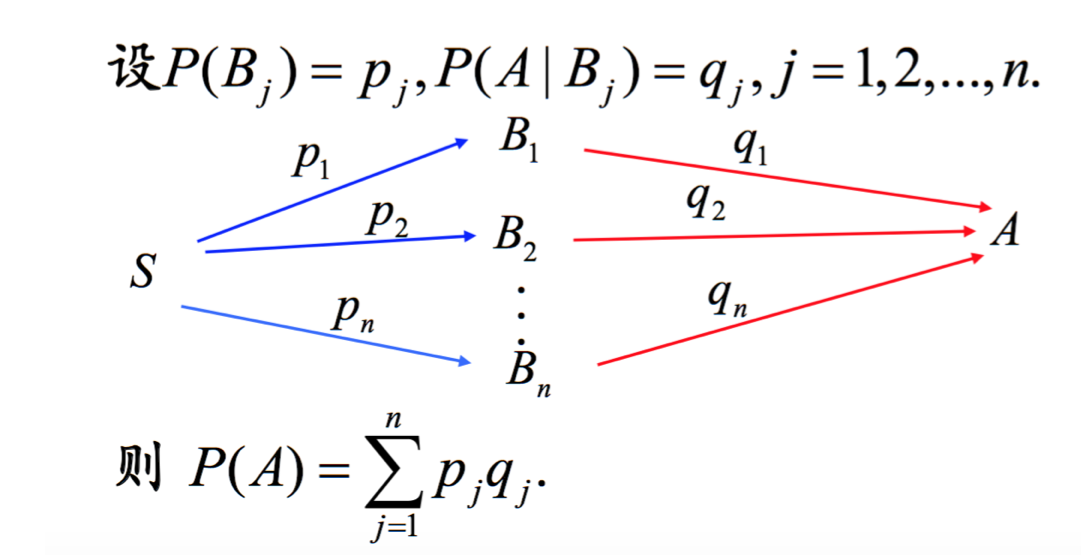 设P(B_j) = p_j, P(A | B_j) = q_j, j = 1,2,...,n.
B_1
p_1
q_1
p_2
q_2
B_2
A
S
⋮
p_n
q_n
B_n
则 P(A) = \sum_{j=1}^{n} p_j q_j.